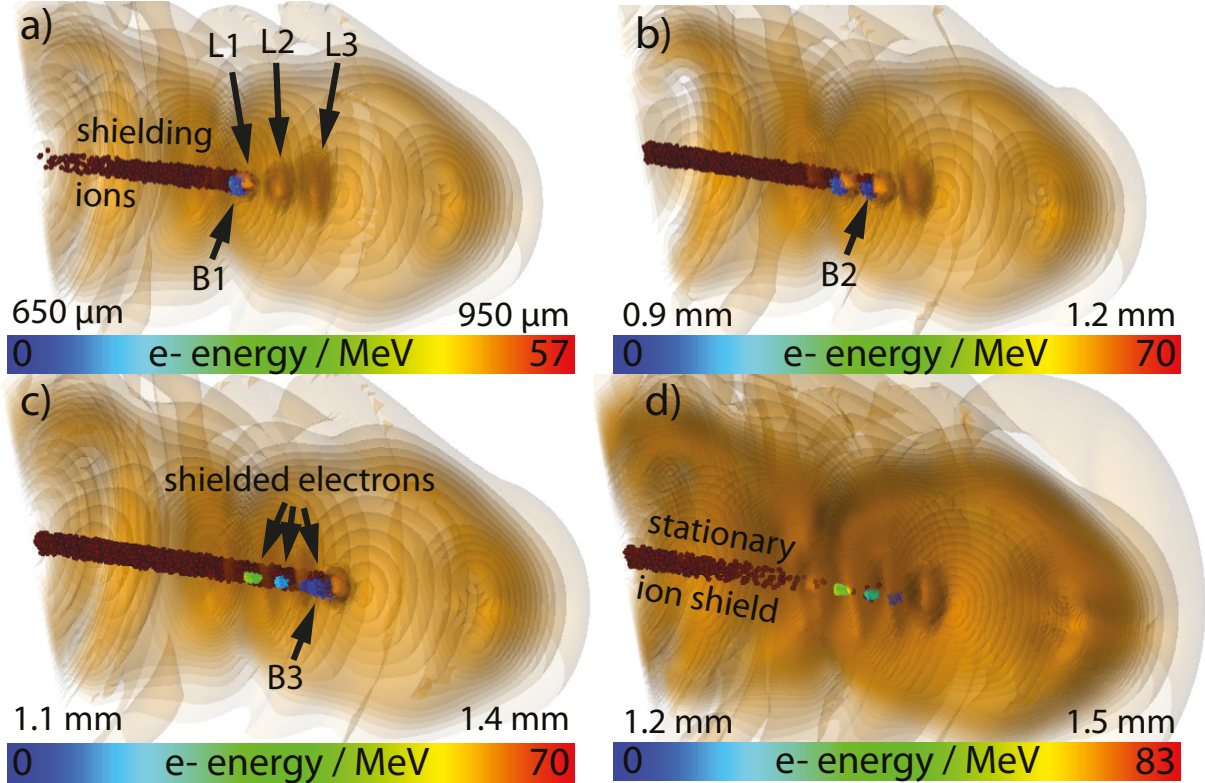 a)
L1 L2 L3
shielding
ions
B1
650 µm 950 µm
0 e- energy / MeV 57
b)
B2
0.9 mm 1.2 mm
0 e- energy / MeV 70
c)
shielded electrons
B3
1.1 mm 1.4 mm
0 e- energy / MeV 70
d)
stationary
ion shield
1.2 mm 1.5 mm
0 e- energy / MeV 83